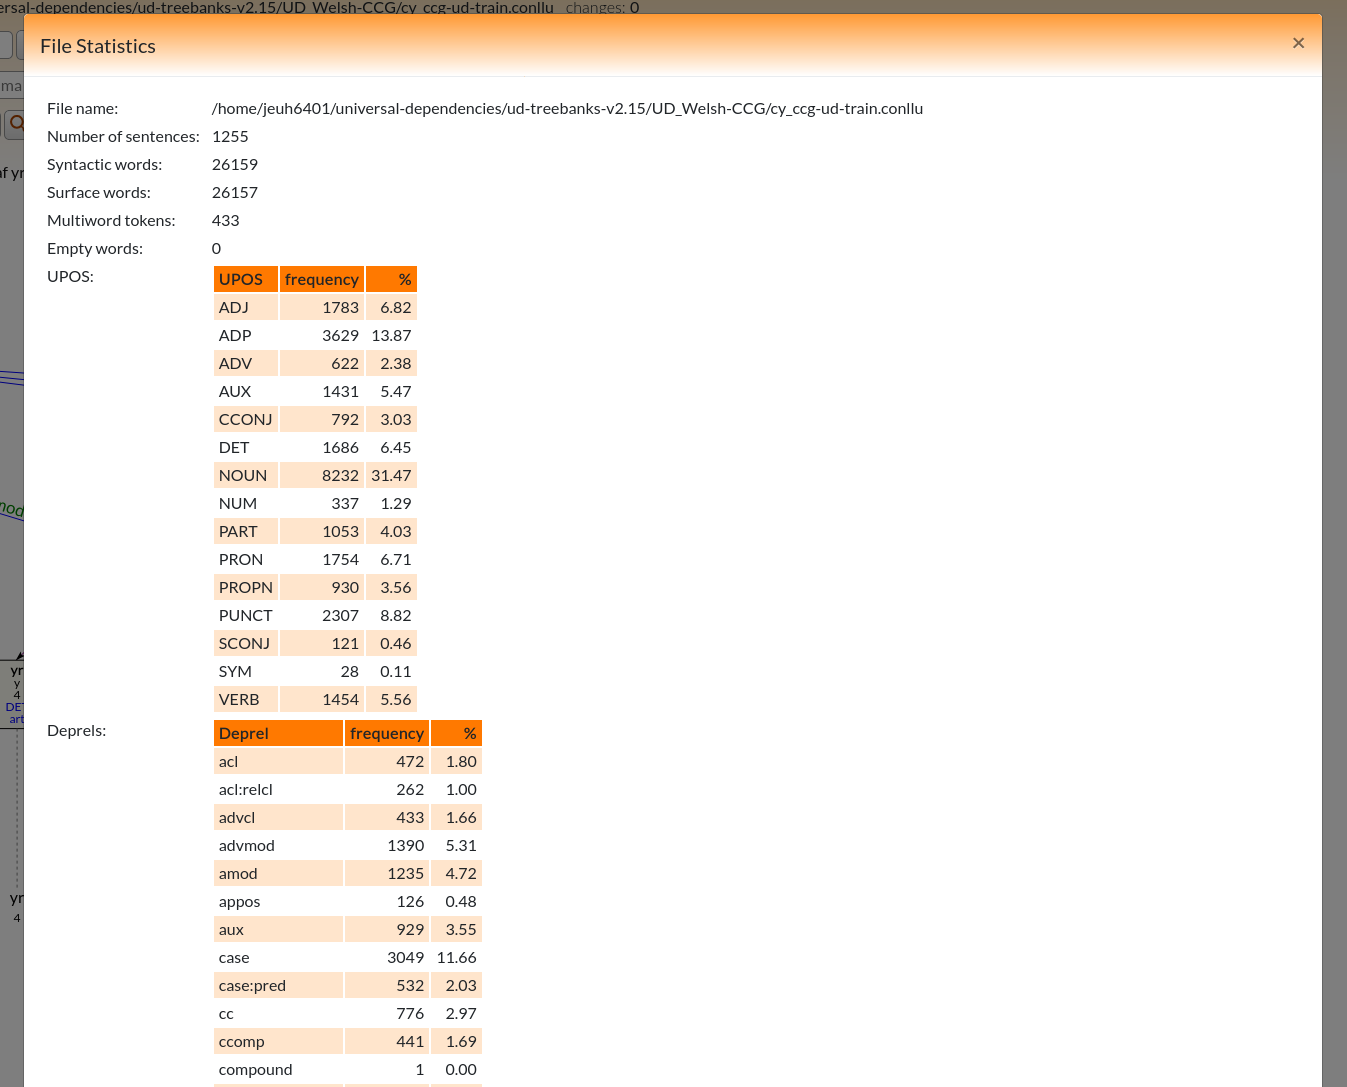 ersal-dependencies/ud-treebanks-v2.15/UD_Welsh-CCG/cy_ccg-ud-train.conllu changes: 0
File Statistics ×
ma
File name: /home/jeuh6401/universal-dependencies/ud-treebanks-v2.15/UD_Welsh-CCG/cy_ccg-ud-train.conllu
Number of sentences: 1255
Syntactic words: 26159
Surface words: 26157
Multiword tokens: 433
Empty words: 0
UPOS:
UPOS frequency %
ADJ 1783 6.82
ADP 3629 13.87
ADV 622 2.38
AUX 1431 5.47
CCONJ 792 3.03
DET 1686 6.45
NOUN 8232 31.47
NUM 337 1.29
PART 1053 4.03
PRON 1754 6.71
PROPN 930 3.56
PUNCT 2307 8.82
SCONJ 121 0.46
SYM 28 0.11
VERB 1454 5.56
Deprels:
Deprel frequency %
acl 472 1.80
acl:relcl 262 1.00
advcl 433 1.66
advmod 1390 5.31
amod 1235 4.72
appos 126 0.48
aux 929 3.55
case 3049 11.66
case:pred 532 2.03
cc 776 2.97
ccomp 441 1.69
compound 1 0.00
yr
y
4
DE
art
yr
4